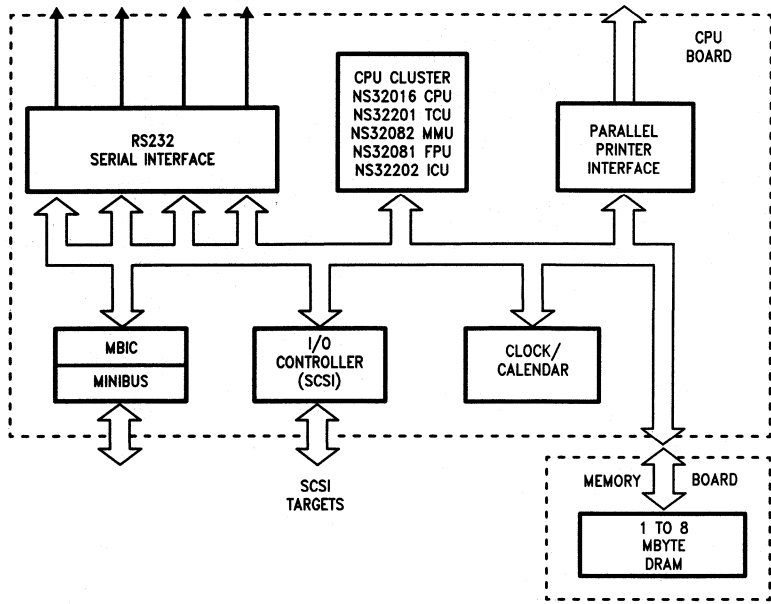 CPU
BOARD
RS232
SERIAL INTERFACE
CPU CLUSTER
NS32016 CPU
NS32201 TCU
NS32082 MMU
NS32081 FPU
NS32202 ICU
PARALLEL
PRINTER
INTERFACE
MBIC
MINIBUS
I/O
CONTROLLER
(SCSI)
CLOCK/
CALENDAR
SCSI
TARGETS
MEMORY BOARD
1 TO 8
MBYTE
DRAM